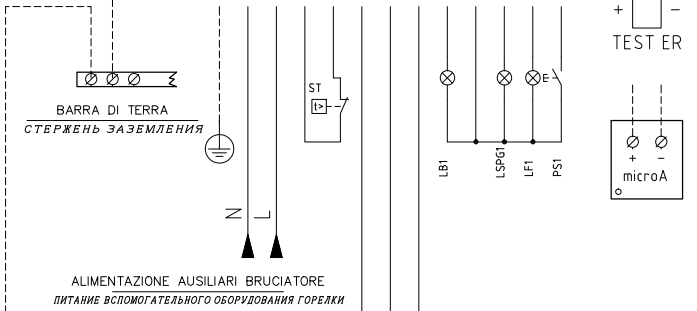 + -
TEST ER
ST
t>
E
BARRA DI TERRA
СТЕРЖЕНЬ ЗАЗЕМЛЕНИЯ
LB1
LSPG1
LF1
PS1
+ -
microA
N
L
ALIMENTAZIONE AUSILIARI BRUCIATORE
ПИТАНИЕ ВСПОМОГАТЕЛЬНОГО ОБОРУДОВАНИЯ ГОРЕЛКИ